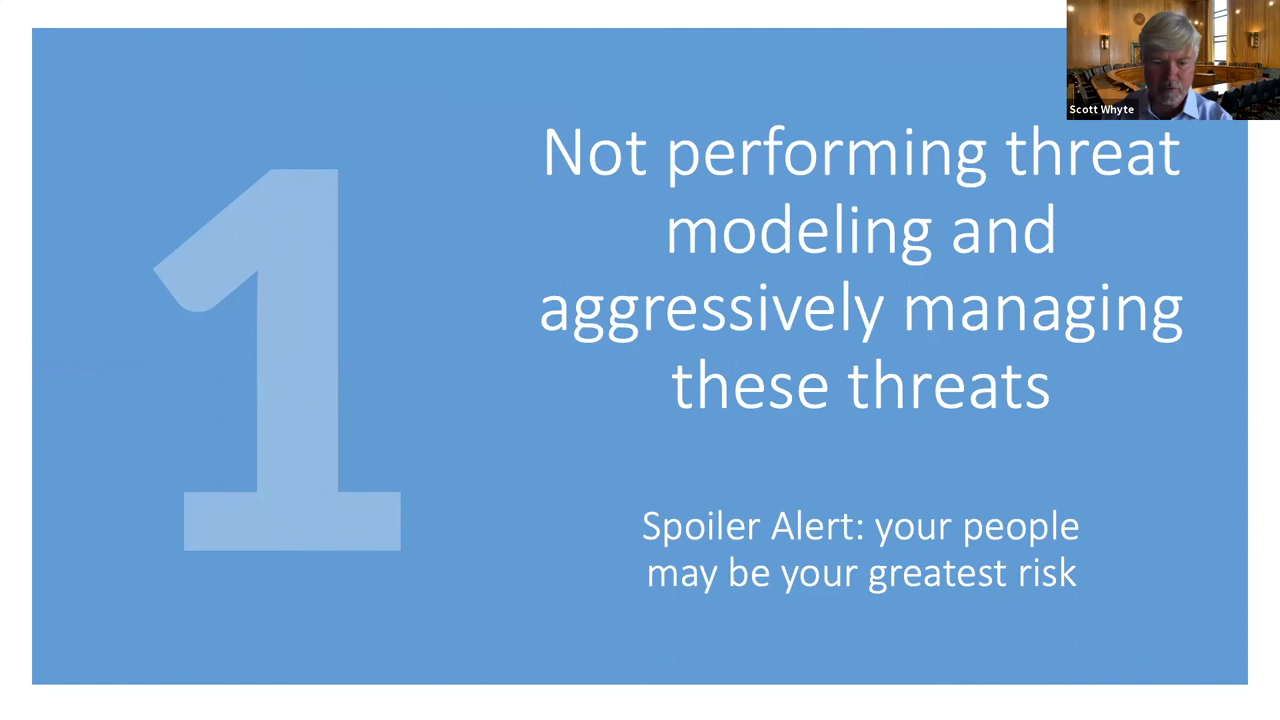 Scott Whyte
1
Not performing threat
modeling and
aggressively managing
these threats
Spoiler Alert: your people
may be your greatest risk